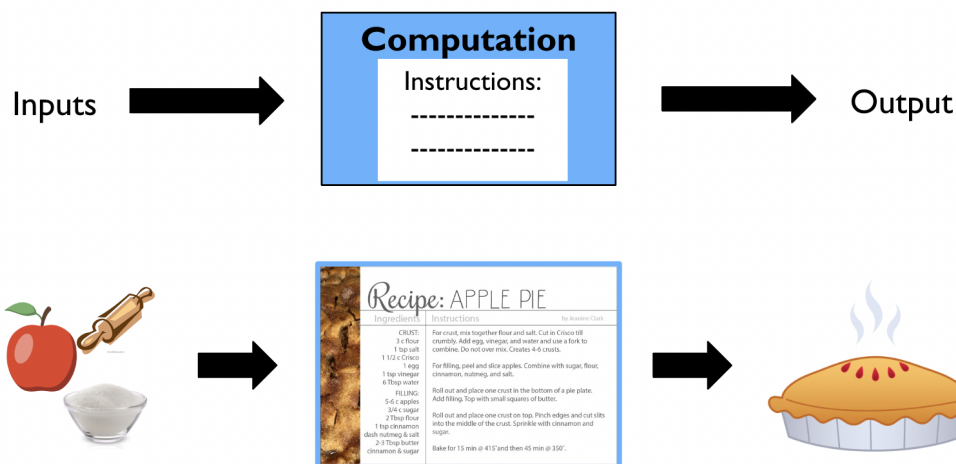 Computation
Instructions:
--------------
--------------
Inputs
Output
Recipe: APPLE PIE
Ingredients
Instructions
by Jeanine Clark
CRUST:
3 c flour
1 tsp salt
1 1/2 c Crisco
1 egg
1 tsp vinegar
6 Tbsp water
FILLING:
5-6 c apples
3/4 c sugar
2 Tbsp flour
1 tsp cinnamon
dash nutmeg & salt
2-3 Tbsp butter
cinnamon & sugar
For crust, mix together flour and salt. Cut in Crisco till
crumbly. Add egg, vinegar, and water and use a fork to
combine. Do not over mix. Creates 4-6 crusts.
For filling, peel and slice apples. Combine with sugar, flour,
cinnamon, nutmeg, and salt.
Roll out and place one crust in the bottom of a pie plate.
Add filling. Top with small squares of butter.
Roll out and place one crust on top. Pinch edges and cut slits
into the middle of the crust. Sprinkle with cinnamon and
sugar.
Bake for 15 min @ 415°and then 45 min @ 350°.